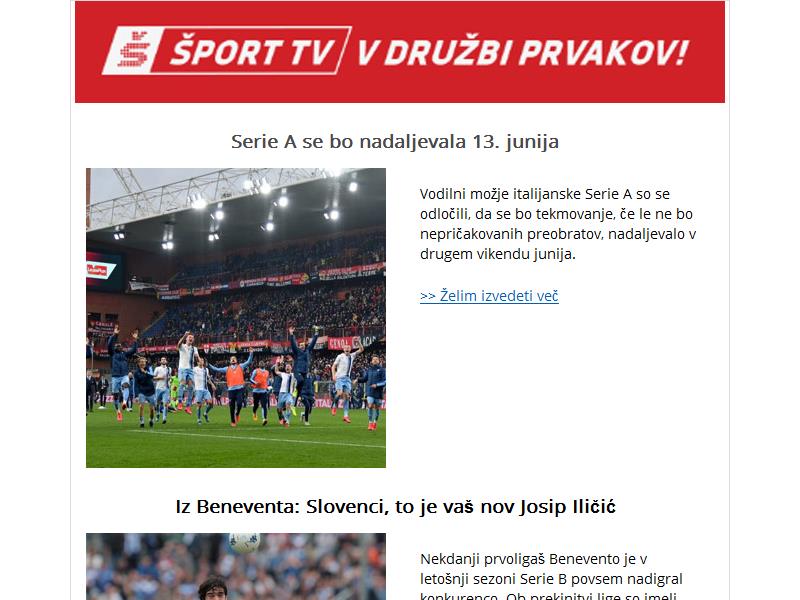 Š ŠPORT TV V DRUŽBI PRVAKOV!
Serie A se bo nadaljevala 13. junija
Vodilni možje italijanske Serie A so se
odločili, da se bo tekmovanje, če le ne bo
nepričakovanih preobratov, nadaljevalo v
drugem vikendu junija.
>> Želim izvedeti več
Iz Beneventa: Slovenci, to je vaš nov Josip Iličić
Nekdanji prvoligaš Benevento je v
letošnji sezoni Serie B povsem nadigral
konkurenco. Ob prekinitvi lige so imeli